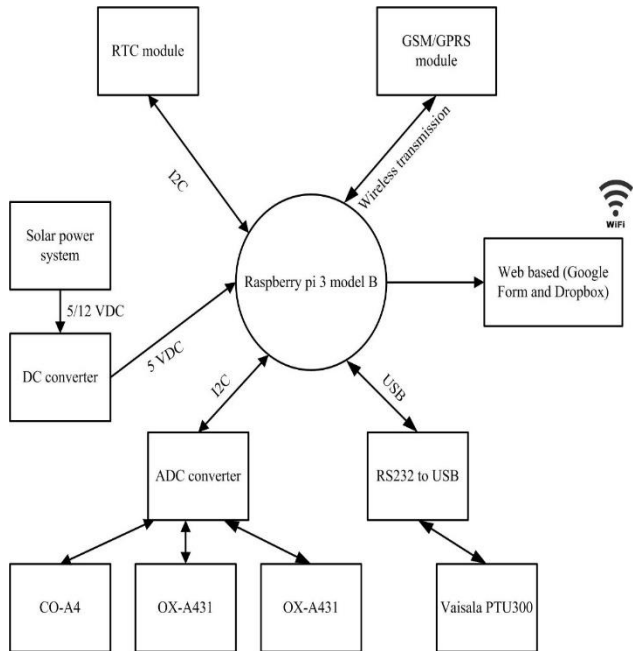 RTC module
GSM/GPRS
module
I2C
Wireless transmission
WiFi
Solar power
system
Raspberry pi 3 model B
Web based (Google
Form and Dropbox)
5/12 VDC
5 VDC
DC converter
I2C
USB
ADC converter
RS232 to USB
CO-A4
OX-A431
OX-A431
Vaisala PTU300